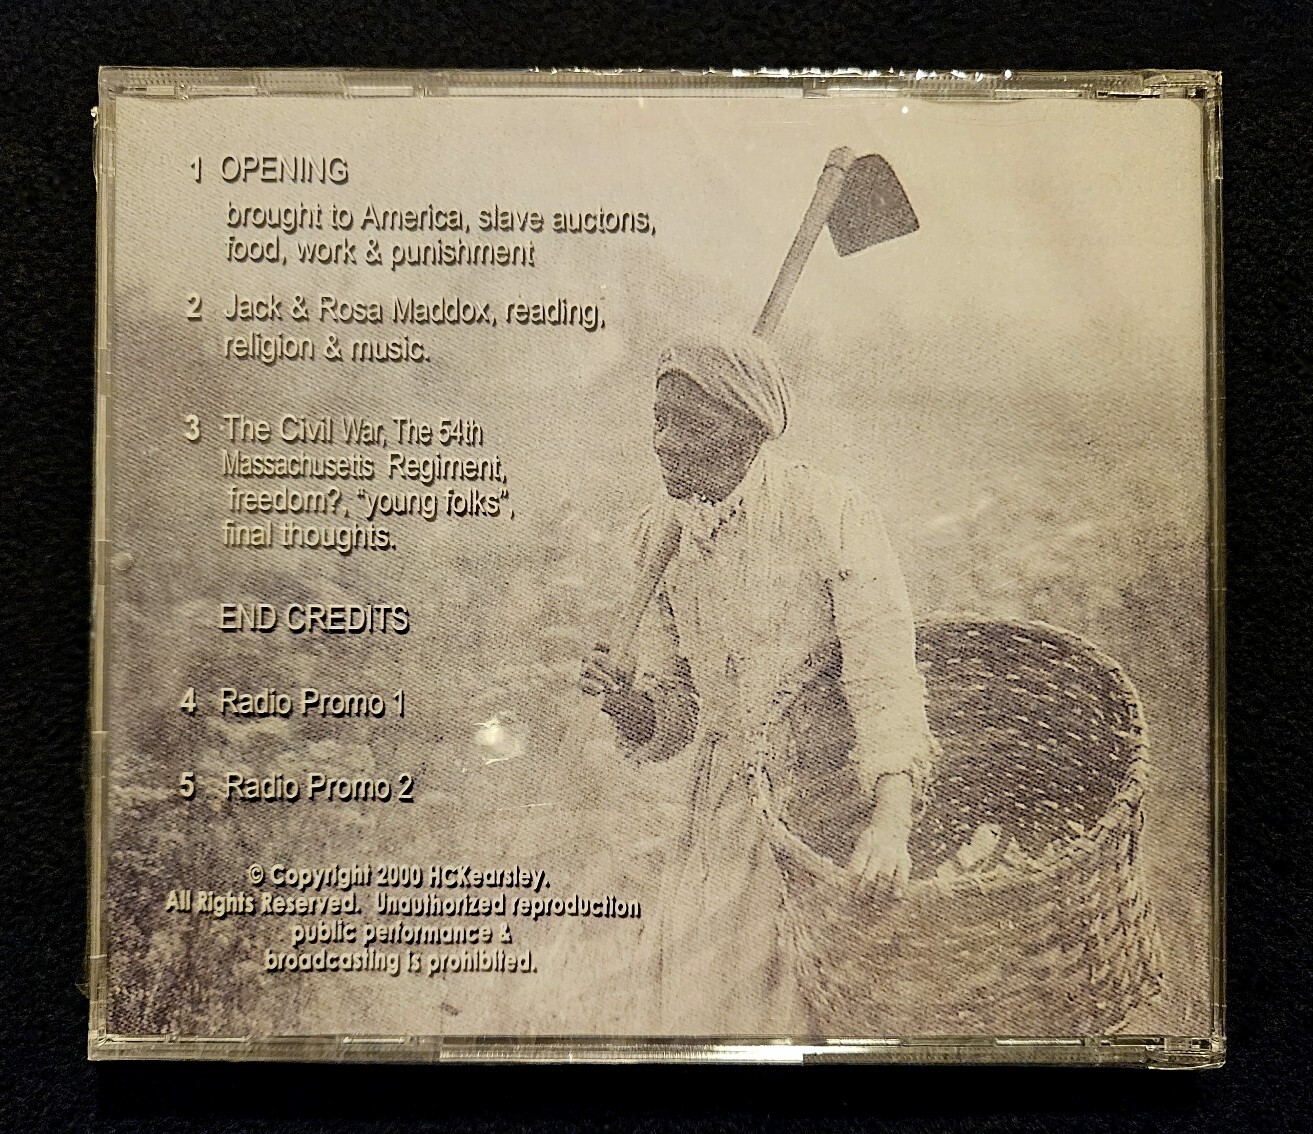 1 OPENING
brought to America, slave auctons,
food, work & punishment
2 Jack & Rosa Maddox, reading,
religion & music.
3 The Civil War, The 54th
Massachusetts Regiment,
freedom?, "young folks",
final thoughts.
END CREDITS
4 Radio Promo 1
5 Radio Promo 2
© Copyright 2000 HCKearsley.
All Rights Reserved. Unauthorized reproduction
public performance &
broadcasting is prohibited.